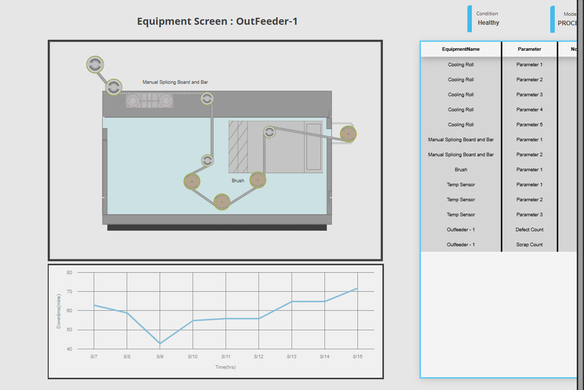 Equipment Screen : OutFeeder-1
Condition
Healthy
Mode
PROCE
Manual Splicing Board and Bar
Brush
EquipmentName Parameter No
Cooling Roll Parameter 1
Cooling Roll Parameter 2
Cooling Roll Parameter 3
Cooling Roll Parameter 4
Cooling Roll Parameter 5
Manual Splicing Board and Bar Parameter 1
Manual Splicing Board and Bar Parameter 2
Brush Parameter 1
Temp Sensor Parameter 1
Temp Sensor Parameter 2
Temp Sensor Parameter 3
Outfeeder - 1 Defect Count
Outfeeder - 1 Scrap Count
80
70
60
50
40
Downtime(mins)
8/7 8/8 8/9 8/10 8/11 8/12 8/13 8/14 8/15
Time(hrs)